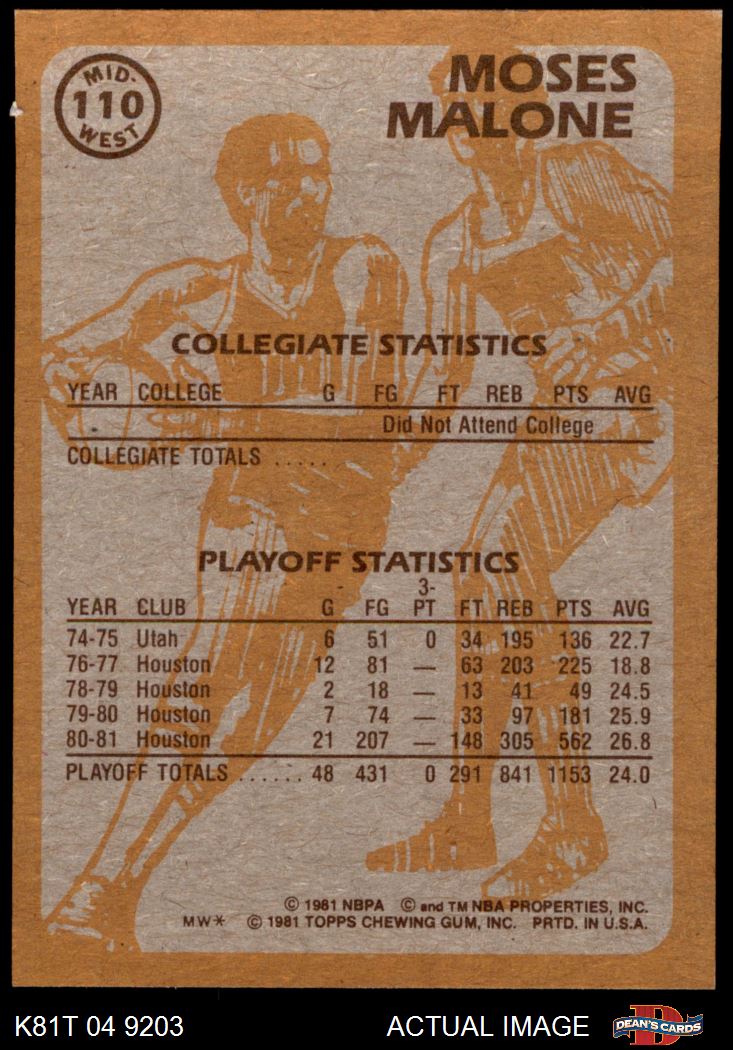 MID-
110
WEST
MOSES
MALONE
COLLEGIATE STATISTICS
YEAR COLLEGE G FG FT REB PTS AVG
Did Not Attend College
COLLEGIATE TOTALS .....
PLAYOFF STATISTICS
YEAR CLUB G FG 3-PT FT REB PTS AVG
74-75 Utah 6 51 0 34 195 136 22.7
76-77 Houston 12 81 — 63 203 225 18.8
78-79 Houston 2 18 — 13 41 49 24.5
79-80 Houston 7 74 — 33 97 181 25.9
80-81 Houston 21 207 — 148 305 562 26.8
PLAYOFF TOTALS ...... 48 431 0 291 841 1153 24.0
© 1981 NBPA © and TM NBA PROPERTIES, INC.
MW* © 1981 TOPPS CHEWING GUM, INC. PRTD. IN U.S.A.
K81T 04 9203 ACTUAL IMAGE DEAN'S CARDS